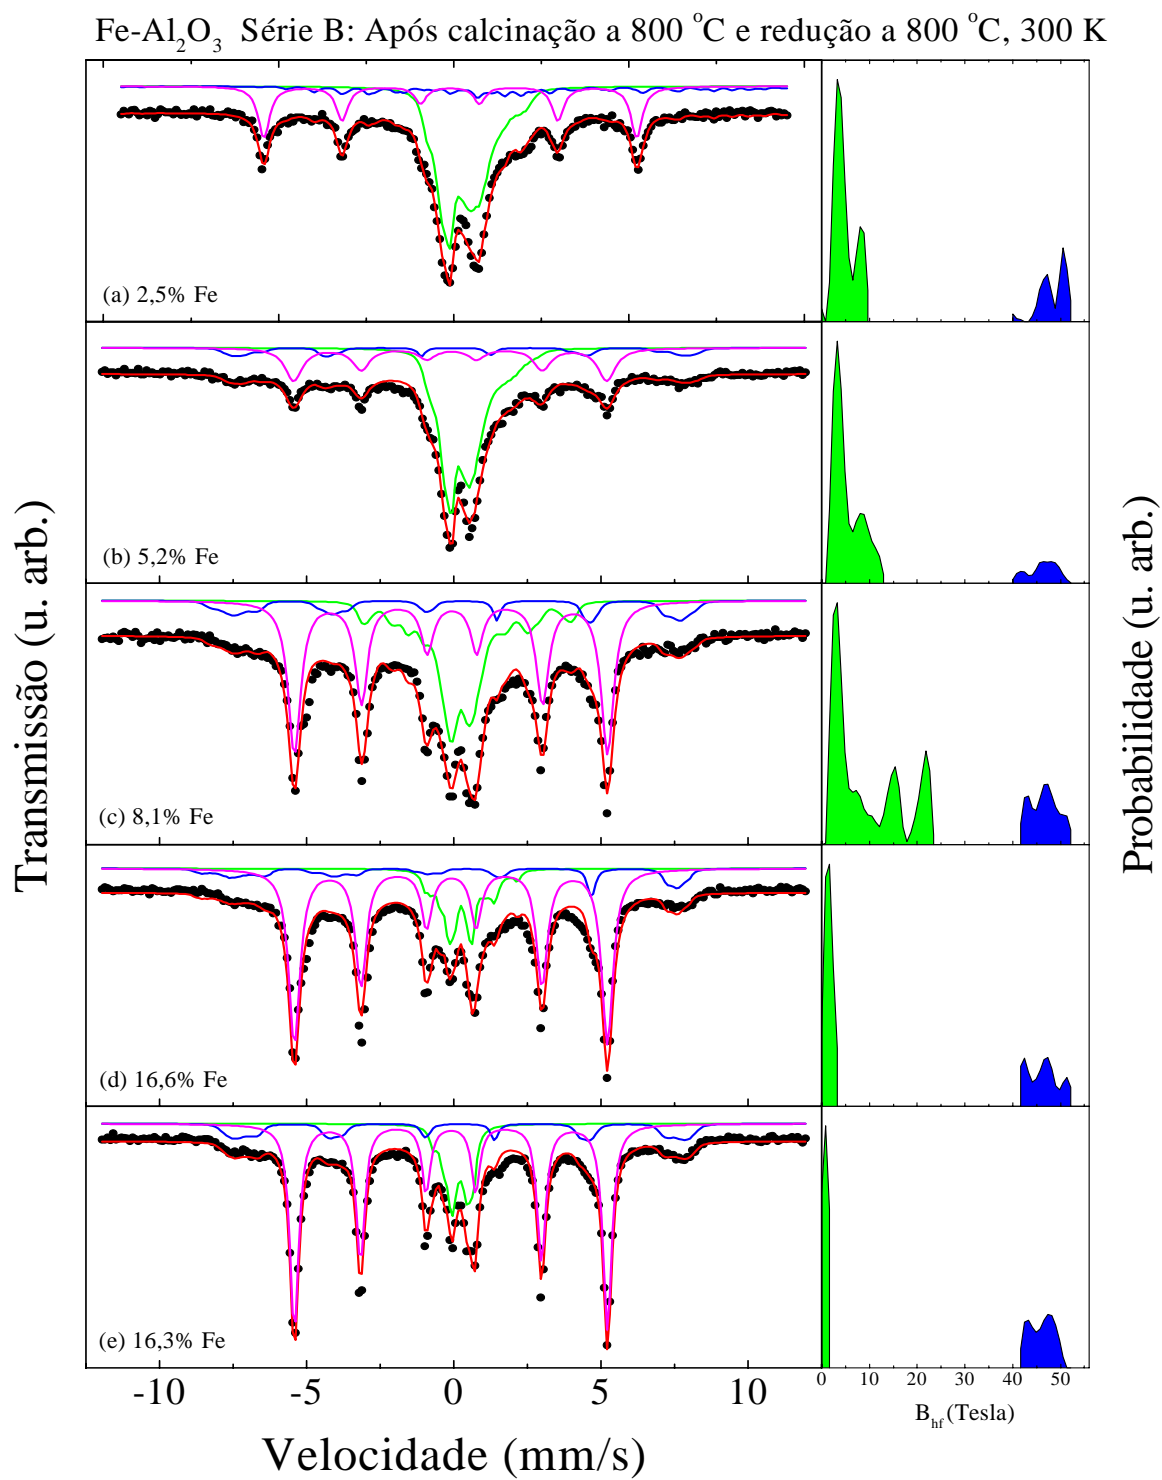 Fe-Al₂O₃ Série B: Após calcinação a 800 °C e redução a 800 °C, 300 K
Transmissão (u. arb.)
(a) 2,5% Fe
(b) 5,2% Fe
(c) 8,1% Fe
(d) 16,6% Fe
(e) 16,3% Fe
-10 -5 0 5 10
Velocidade (mm/s)
0 10 20 30 40 50
B_hf (Tesla)
Probabilidade (u. arb.)